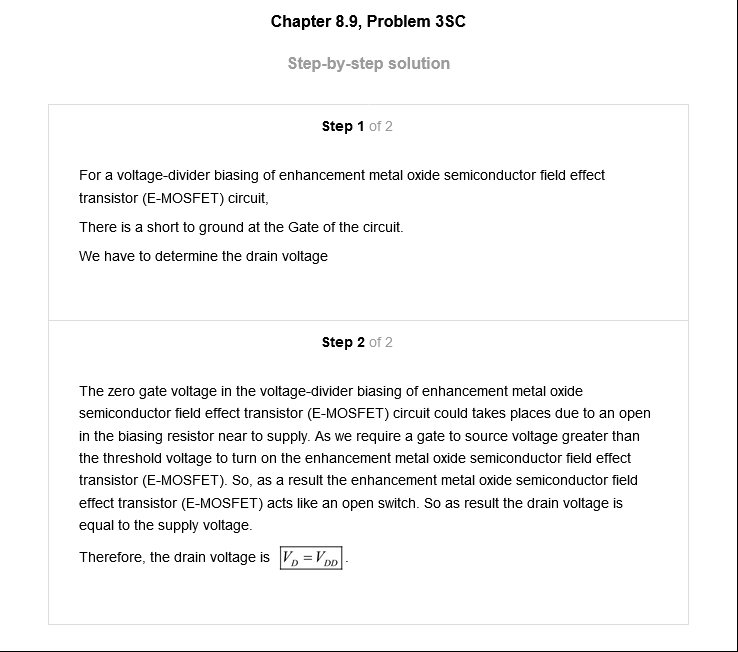 Chapter 8.9, Problem 3SC
Step-by-step solution
Step 1 of 2
For a voltage-divider biasing of enhancement metal oxide semiconductor field effect
transistor (E-MOSFET) circuit,
There is a short to ground at the Gate of the circuit.
We have to determine the drain voltage
Step 2 of 2
The zero gate voltage in the voltage-divider biasing of enhancement metal oxide
semiconductor field effect transistor (E-MOSFET) circuit could takes places due to an open
in the biasing resistor near to supply. As we require a gate to source voltage greater than
the threshold voltage to turn on the enhancement metal oxide semiconductor field effect
transistor (E-MOSFET). So, as a result the enhancement metal oxide semiconductor field
effect transistor (E-MOSFET) acts like an open switch. So as result the drain voltage is
equal to the supply voltage.
Therefore, the drain voltage is V_D = V_DD.